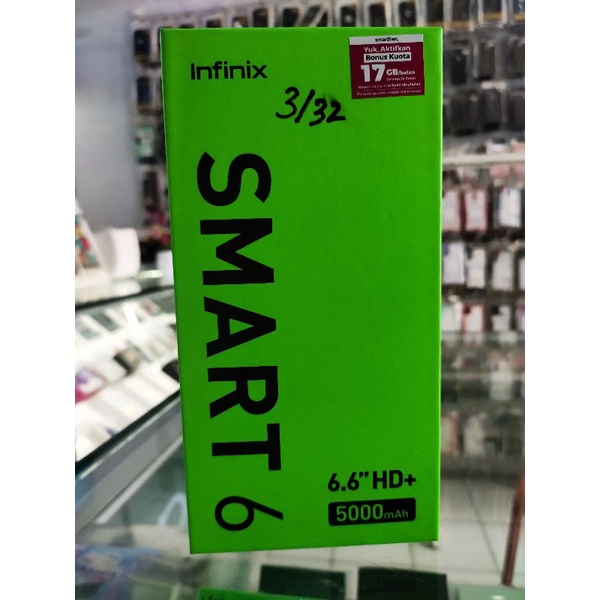 Infinix
smartfren.
Yuk, Aktifkan
Bonus Kuota
17 GB/bulan
3/32
SMART 6
6.6” HD+
5000mAh